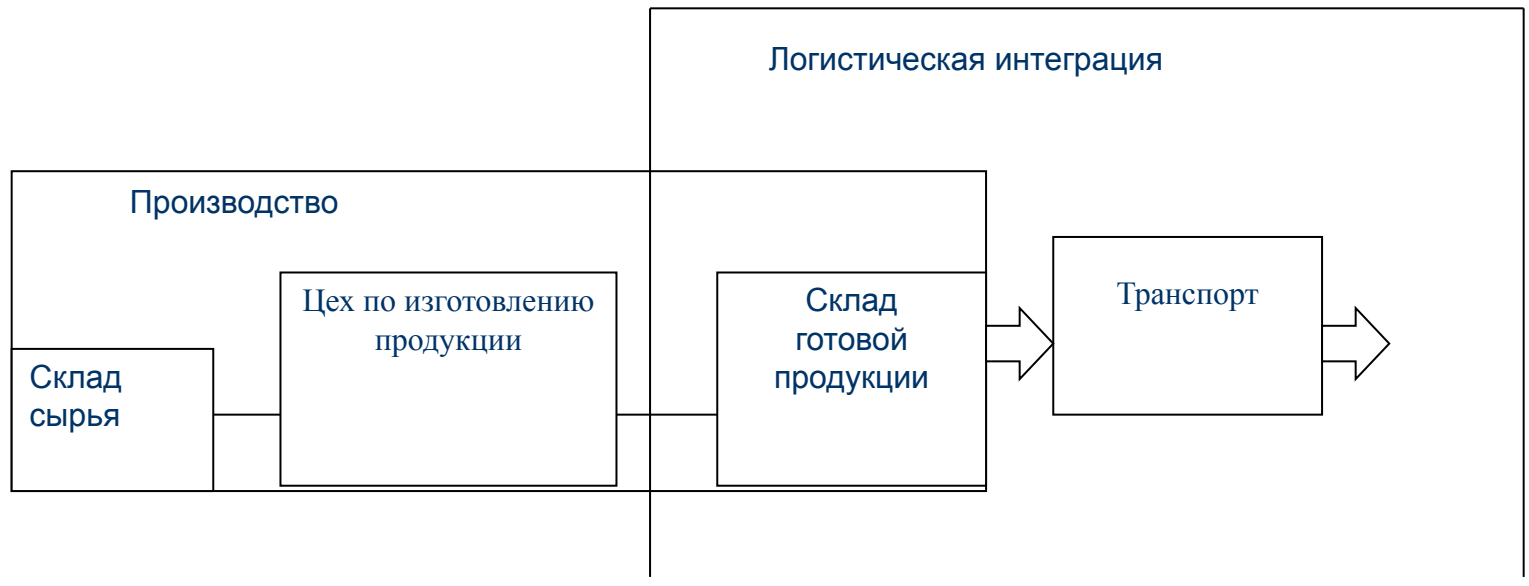 Логистическая интеграция
Производство
Цех по изготовлению
продукции
Склад
сырья
Склад
готовой
продукции
Транспорт